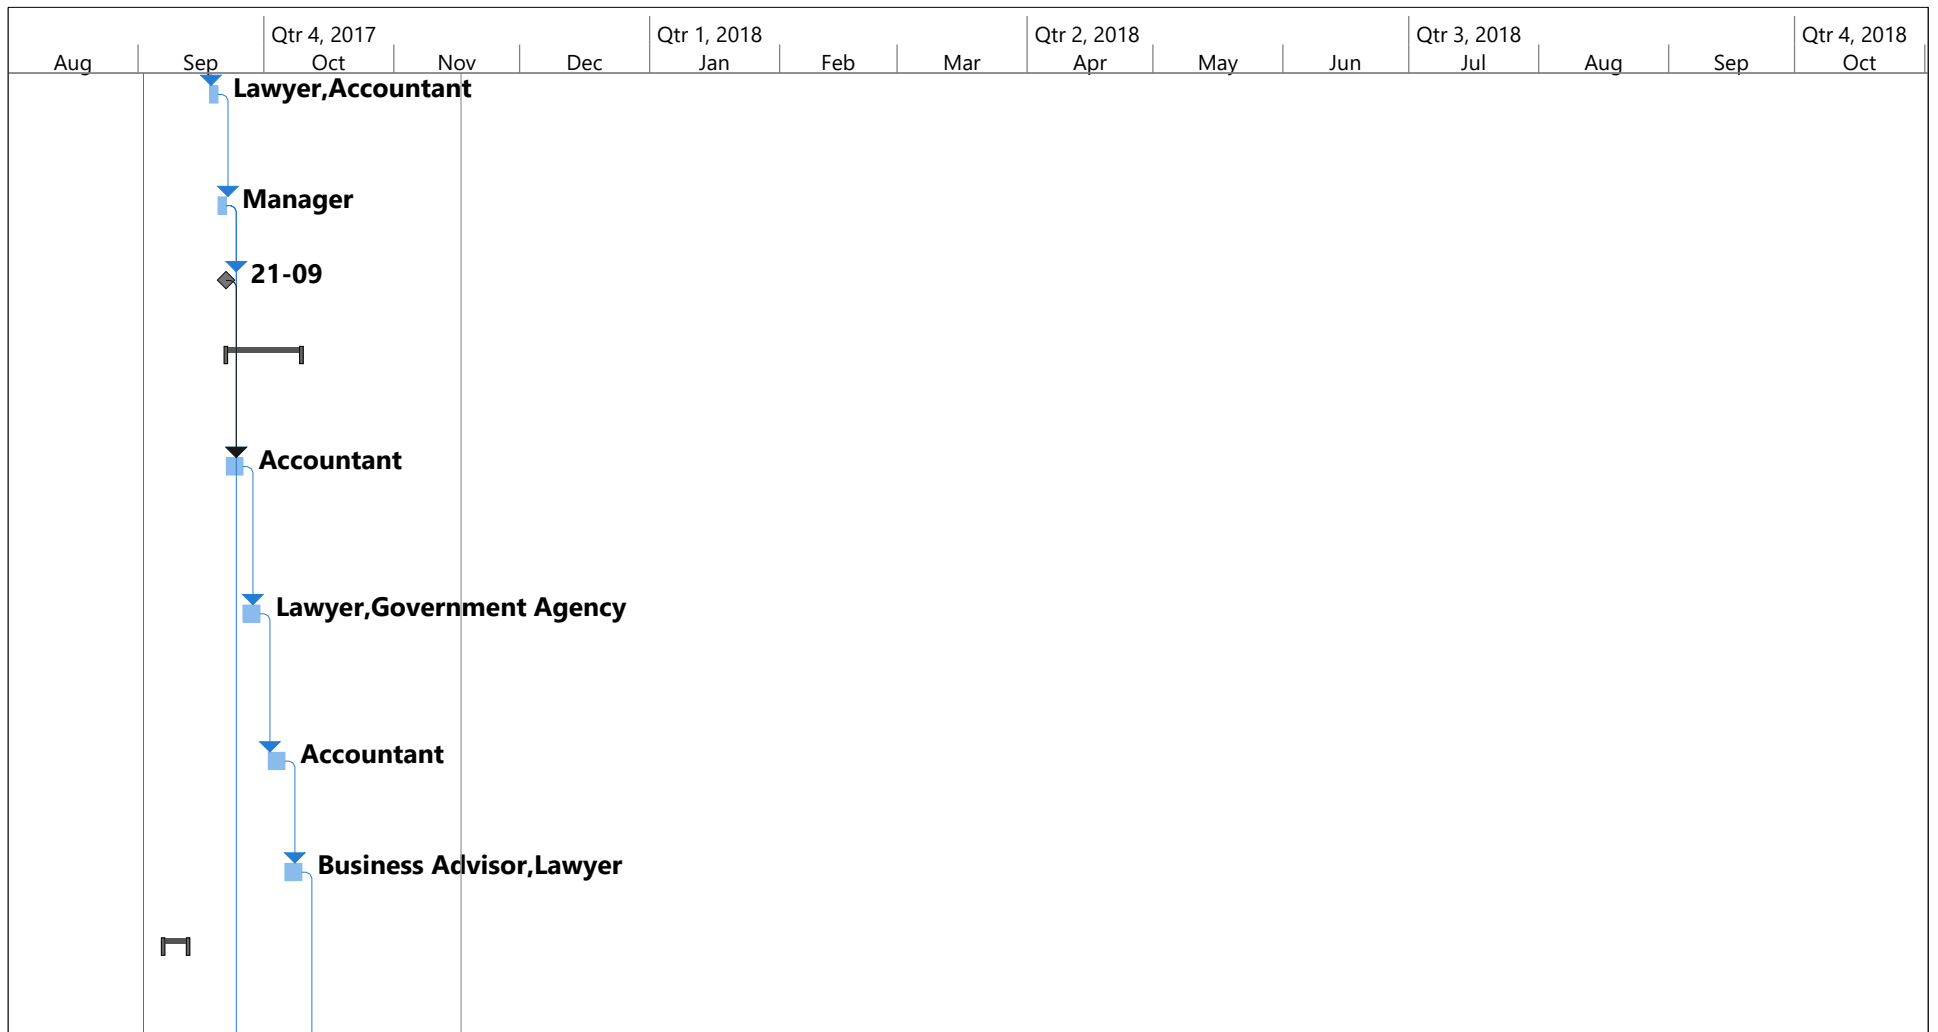 Qtr 4, 2017 Qtr 1, 2018 Qtr 2, 2018 Qtr 3, 2018 Qtr 4, 2018
Aug Sep Oct Nov Dec Jan Feb Mar Apr May Jun Jul Aug Sep Oct
Lawyer,Accountant
Manager
21-09
Accountant
Lawyer,Government Agency
Accountant
Business Advisor,Lawyer